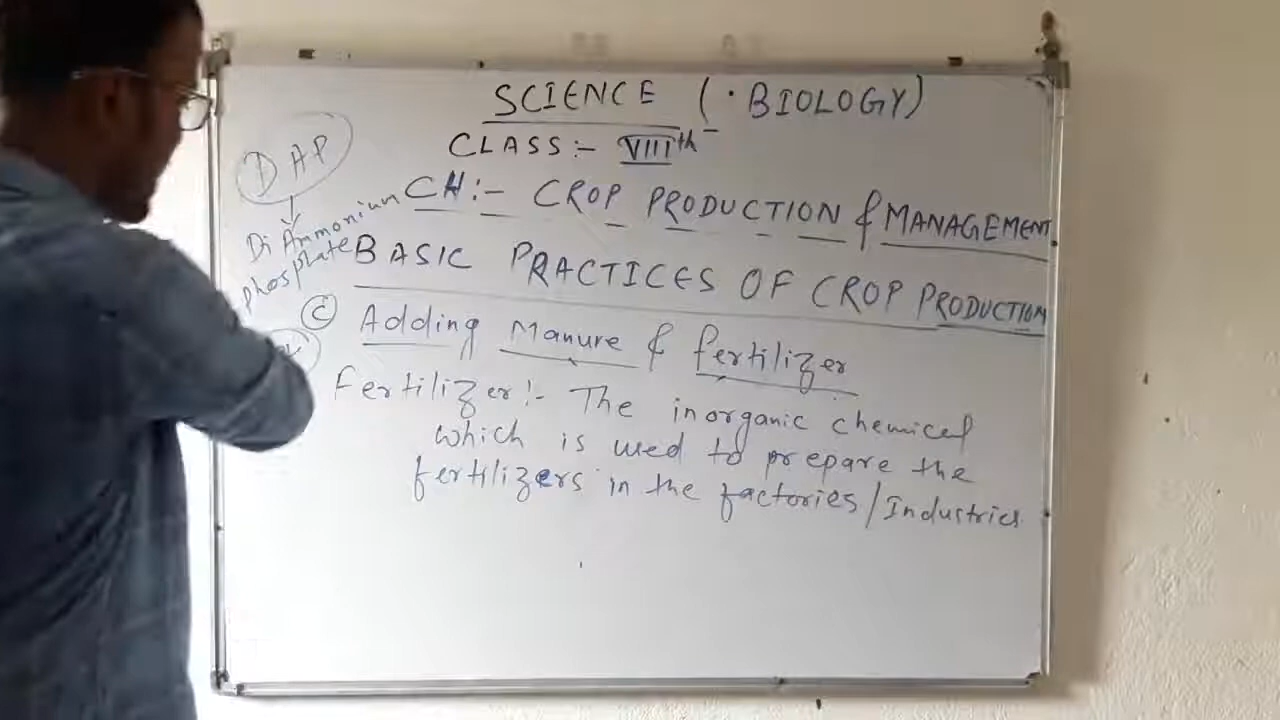 SCIENCE (· BIOLOGY)
CLASS:- VIIIth
CH:- CROP PRODUCTION & MANAGEMENT
BASIC PRACTICES OF CROP PRODUCTION
C Adding Manure & fertilizer
Fertilizer:- The inorganic chemical
which is used to prepare the
fertilizers in the factories/Industries
DAP
Di Ammonium
phosphate